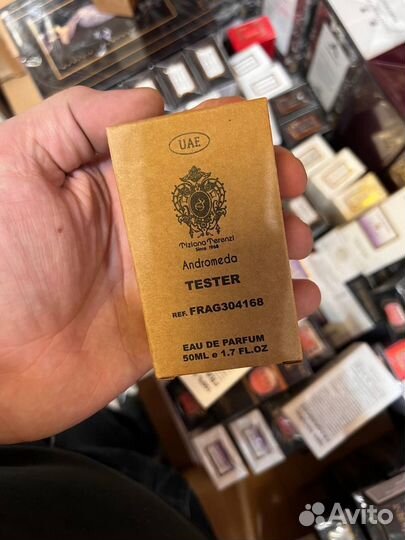 UAE
Tiziana Terenzi
Since 1968
Andromeda
TESTER
REF. FRAG304168
EAU DE PARFUM
50ML e 1.7 FL.OZ
Avito